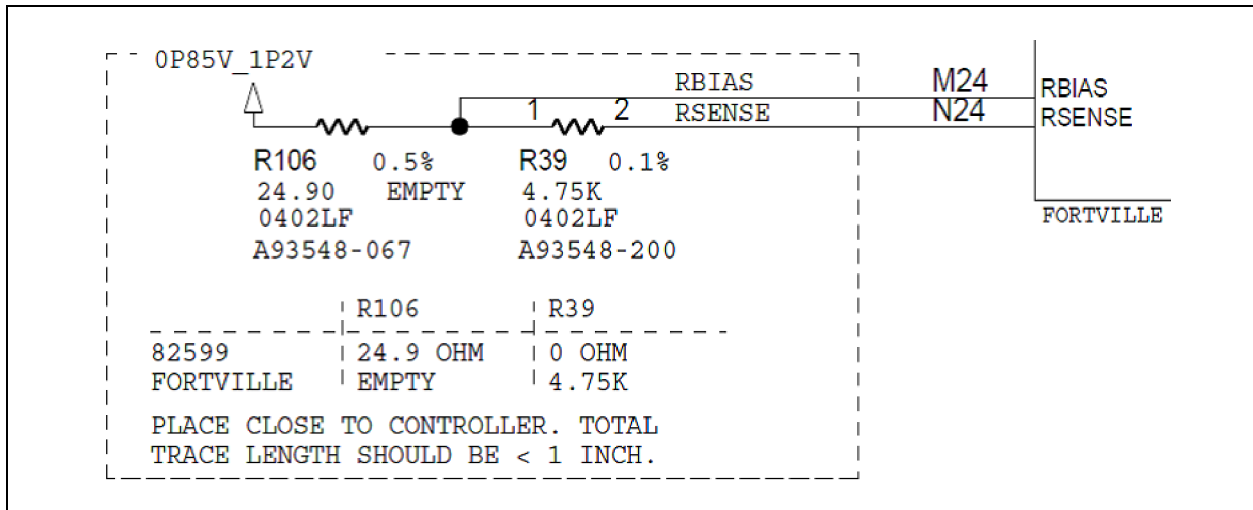 0P85V_1P2V
RBIAS M24 RBIAS
1 2 RSENSE N24 RSENSE
R106 0.5% R39 0.1%
24.90 EMPTY 4.75K
0402LF 0402LF
FORTVILLE
A93548-067 A93548-200
R106 R39
82599 24.9 OHM 0 OHM
FORTVILLE EMPTY 4.75K
PLACE CLOSE TO CONTROLLER. TOTAL
TRACE LENGTH SHOULD BE < 1 INCH.